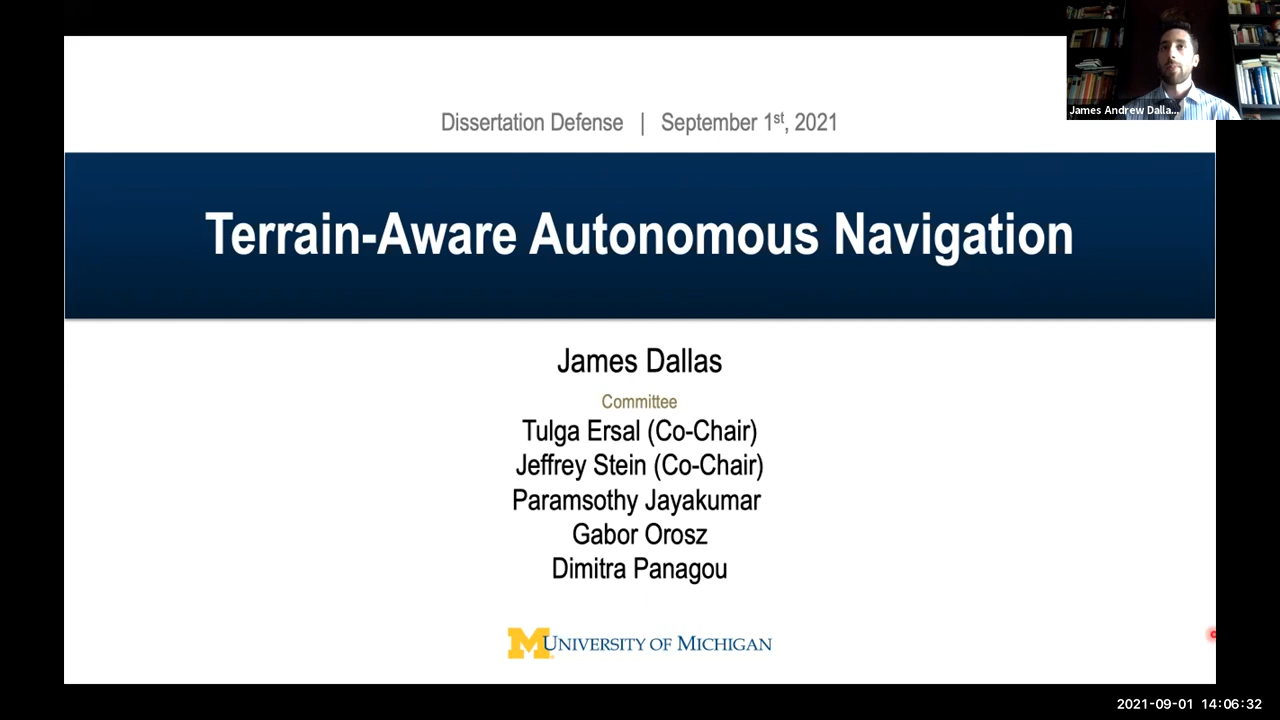 James Andrew Dalla...
Dissertation Defense | September 1st, 2021
Terrain-Aware Autonomous Navigation
James Dallas
Committee
Tulga Ersal (Co-Chair)
Jeffrey Stein (Co-Chair)
Paramsothy Jayakumar
Gabor Orosz
Dimitra Panagou
M UNIVERSITY OF MICHIGAN
2021-09-01 14:06:32